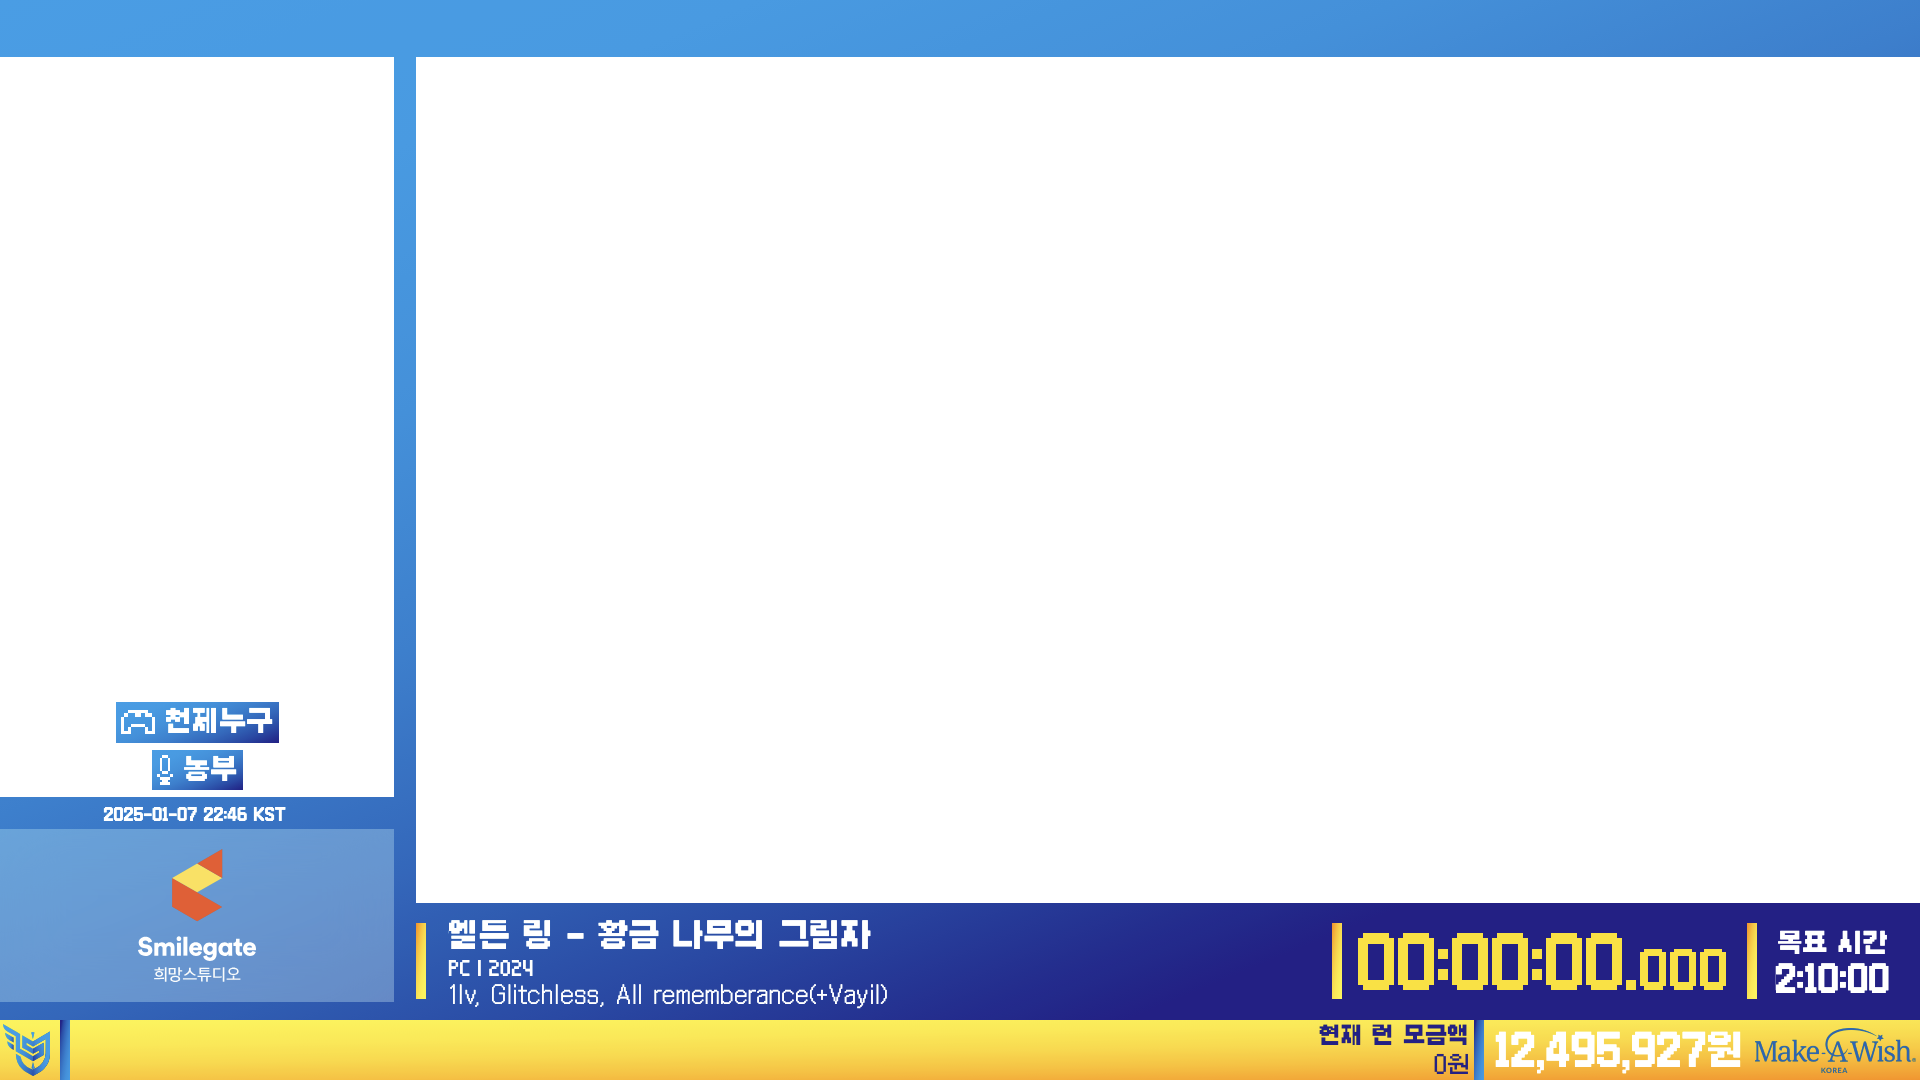 천제누구
농부
2025-01-07 22:46 KST
Smilegate
희망스튜디오
엘든 링 - 황금 나무의 그림자
PC | 2024
1lv, Glitchless, All rememberance(+Vayil)
00:00:00.000
목표 시간
2:10:00
현재 런 모금액
0원
12,495,927원
Make-A-Wish®
KOREA